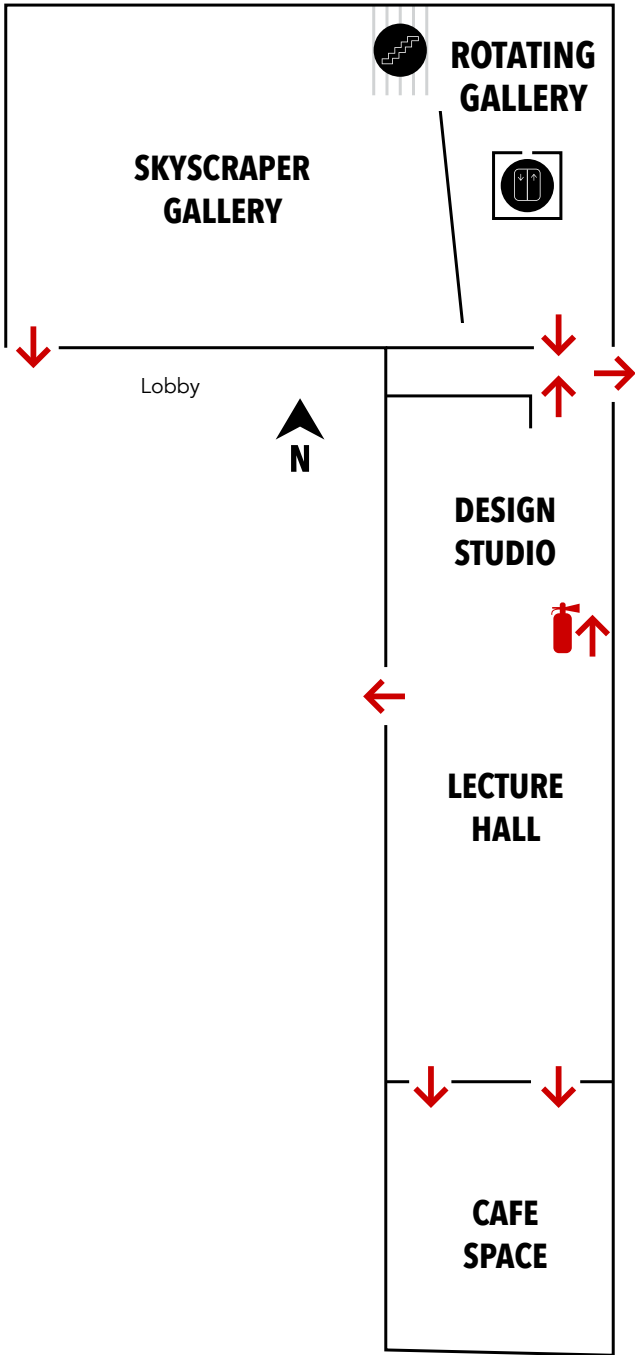 ROTATING
GALLERY
SKYSCRAPER
GALLERY
Lobby
N
DESIGN
STUDIO
LECTURE
HALL
CAFE
SPACE